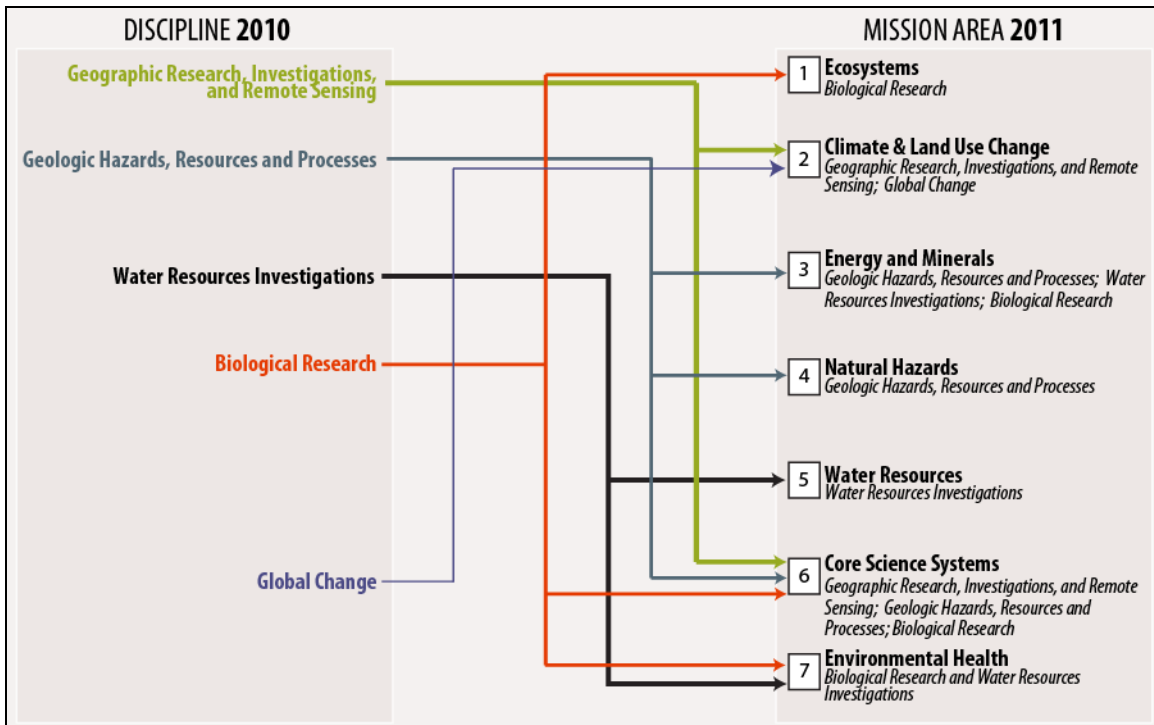 DISCIPLINE 2010
Geographic Research, Investigations,
and Remote Sensing
Geologic Hazards, Resources and Processes
Water Resources Investigations
Biological Research
Global Change
MISSION AREA 2011
1
Ecosystems
Biological Research
2
Climate & Land Use Change
Geographic Research, Investigations, and Remote
Sensing; Global Change
3
Energy and Minerals
Geologic Hazards, Resources and Processes; Water
Resources Investigations; Biological Research
4
Natural Hazards
Geologic Hazards, Resources and Processes
5
Water Resources
Water Resources Investigations
6
Core Science Systems
Geographic Research, Investigations, and Remote
Sensing; Geologic Hazards, Resources and
Processes; Biological Research
7
Environmental Health
Biological Research and Water Resources
Investigations